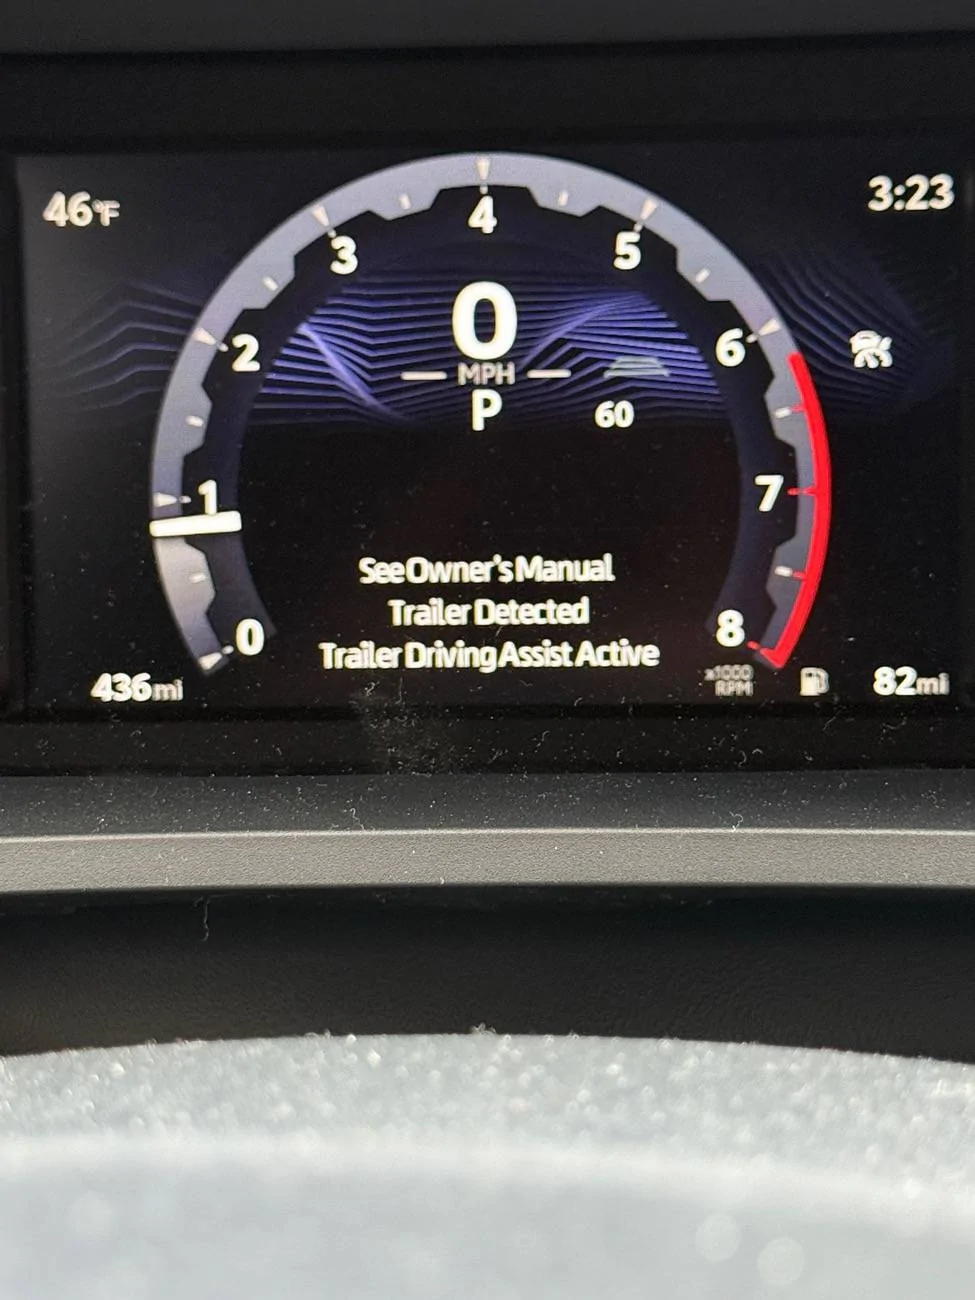 46°F
3:23
4
3
5
0
2
6
MPH
P
60
1
7
See Owner's Manual
Trailer Detected
0
8
Trailer Driving Assist Active
x1000
RPM
436mi
82mi